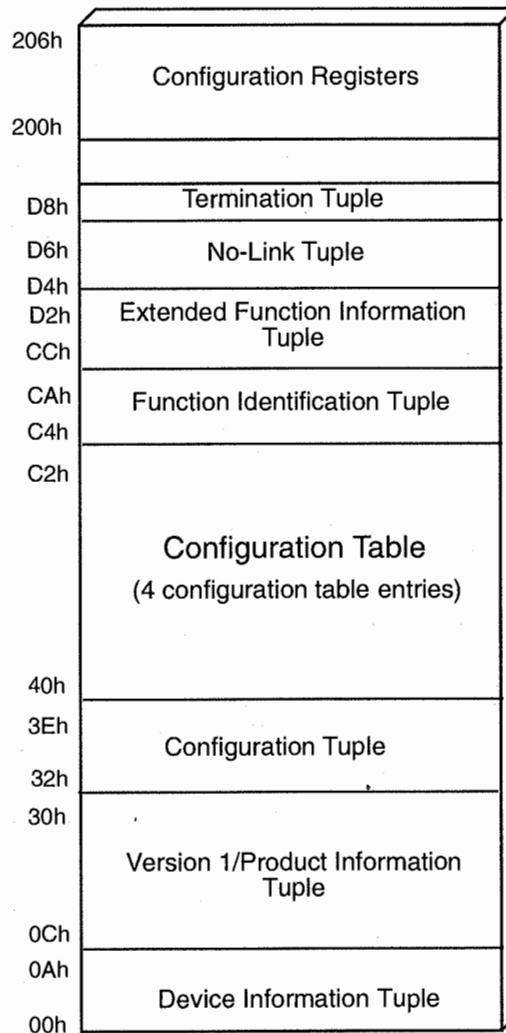 206h
Configuration Registers
200h
Termination Tuple
D8h
D6h
No-Link Tuple
D4h
D2h
Extended Function Information
Tuple
CCh
CAh
Function Identification Tuple
C4h
C2h
Configuration Table
(4 configuration table entries)
40h
3Eh
Configuration Tuple
32h
30h
Version 1/Product Information
Tuple
0Ch
0Ah
Device Information Tuple
00h